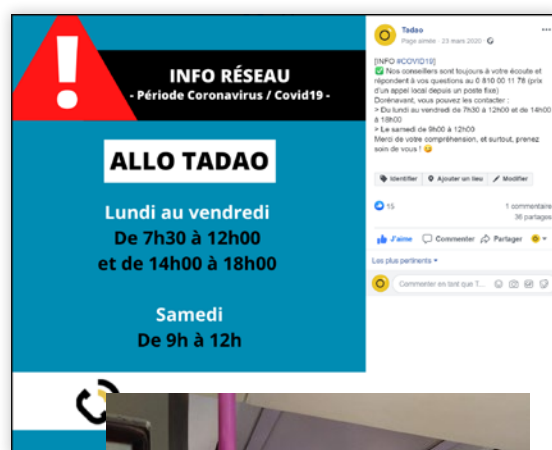 !
INFO RÉSEAU
- Période Coronavirus / Covid19 -
ALLO TADAO
Lundi au vendredi
De 7h30 à 12h00
et de 14h00 à 18h00
Samedi
De 9h à 12h
Tadao
Page aimée · 23 mars 2020 ·
[INFO #COVID19]
✅ Nos conseillers sont toujours à votre écoute et
répondent à vos questions au 0 810 00 11 78 (prix
d'un appel local depuis un poste fixe)
Dorénavant, vous pouvez les contacter :
> Du lundi au vendredi de 7h30 à 12h00 et de 14h00
à 18h00
> Le samedi de 9h00 à 12h00
Merci de votre compréhension, et surtout, prenez
soin de vous ! 😉
Identifier Ajouter un lieu Modifier
15 1 commentaire
36 partages
J'aime Commenter Partager
Les plus pertinents
Commenter en tant que T...